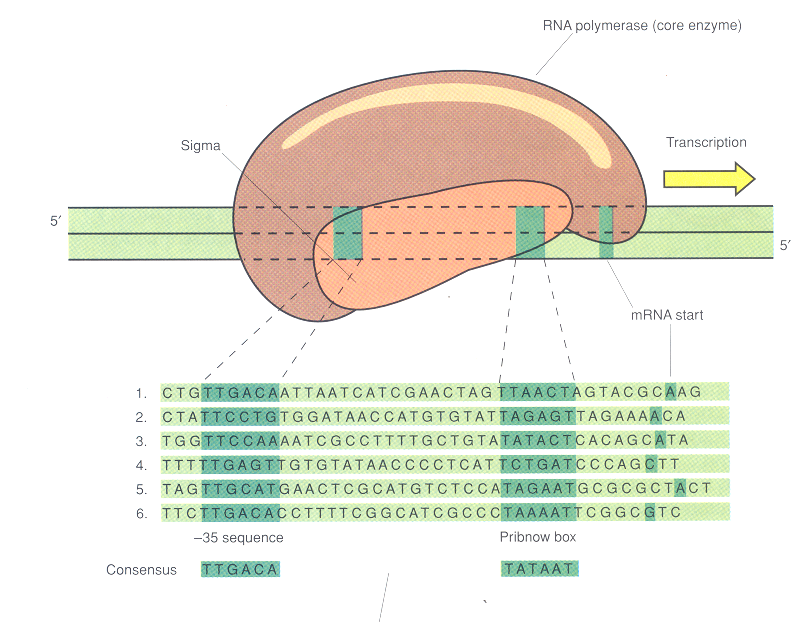 RNA polymerase (core enzyme)
Sigma
Transcription
5′
5′
mRNA start
1. CTGTTGACAATTAATCATCGAACTAGTTAACTAGTACGCAAG
2. CTATTCCTGTGGATAACCATGTGTATTAGAGTTAGAAAACA
3. TGGTTCCAAAATCGCCTTTTGCTGTATATACTCACAGCATA
4. TTTTTGAGTTGTGTATAACCCCTCATTCTGATCCCAGCTT
5. TAGTTGCATGAACTCGCATGTCTCCATAGAATGCGCGCTACT
6. TTCTTGACACCTTTTCGGCATCGCCCTAAAATTCGGCGTC
–35 sequence Pribnow box
Consensus TTGACA TATAAT